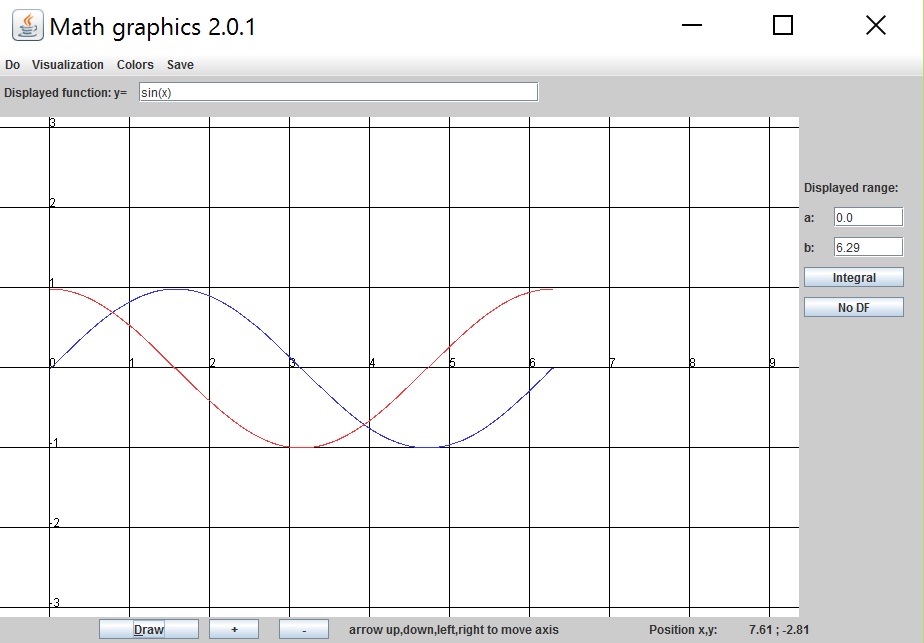 Math graphics 2.0.1
Do Visualization Colors Save
Displayed function: y= sin(x)
3
2
1
0 1 2 3 4 5 6 7 8 9
-1
-2
-3
Displayed range:
a: 0.0
b: 6.29
Integral
No DF
Draw + - arrow up,down,left,right to move axis Position x,y: 7.61 ; -2.81